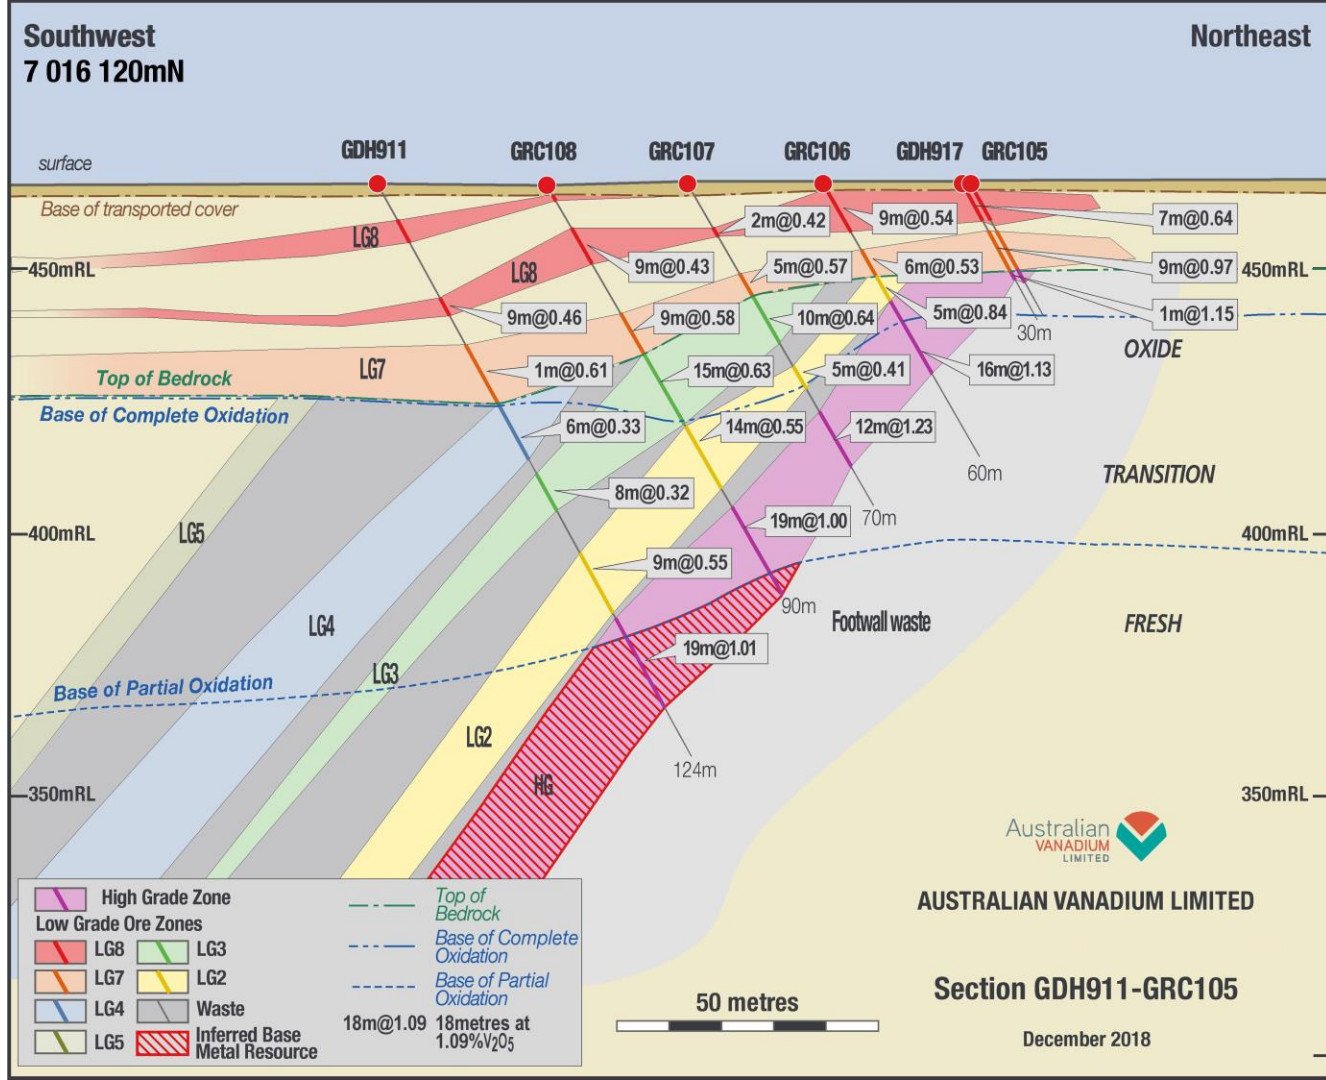 Southwest
Northeast
7 016 120mN
GDH911
GRC108
GRC107
GRC106
GDH917
GRC105
surface
Base of transported cover
LG8
2m@0.42
9m@0.54
7m@0.64
450mRL
LG8
9m@0.43
5m@0.57
6m@0.53
9m@0.97
450mRL
9m@0.46
9m@0.58
10m@0.64
5m@0.84
1m@1.15
30m
OXIDE
LG7
Top of Bedrock
1m@0.61
15m@0.63
5m@0.41
16m@1.13
Base of Complete Oxidation
6m@0.33
14m@0.55
12m@1.23
60m
TRANSITION
8m@0.32
19m@1.00
70m
400mRL
LG5
400mRL
9m@0.55
90m
LG4
Footwall waste
FRESH
19m@1.01
LG3
Base of Partial Oxidation
LG2
124m
HG
350mRL
350mRL
Australian
VANADIUM
LIMITED
AUSTRALIAN VANADIUM LIMITED
Section GDH911-GRC105
December 2018
50 metres
High Grade Zone
Low Grade Ore Zones
LG8
LG3
LG7
LG2
LG4
Waste
LG5
Inferred Base
Metal Resource
Top of
Bedrock
Base of Complete
Oxidation
Base of Partial
Oxidation
18m@1.09
18metres at
1.09%V₂O₅